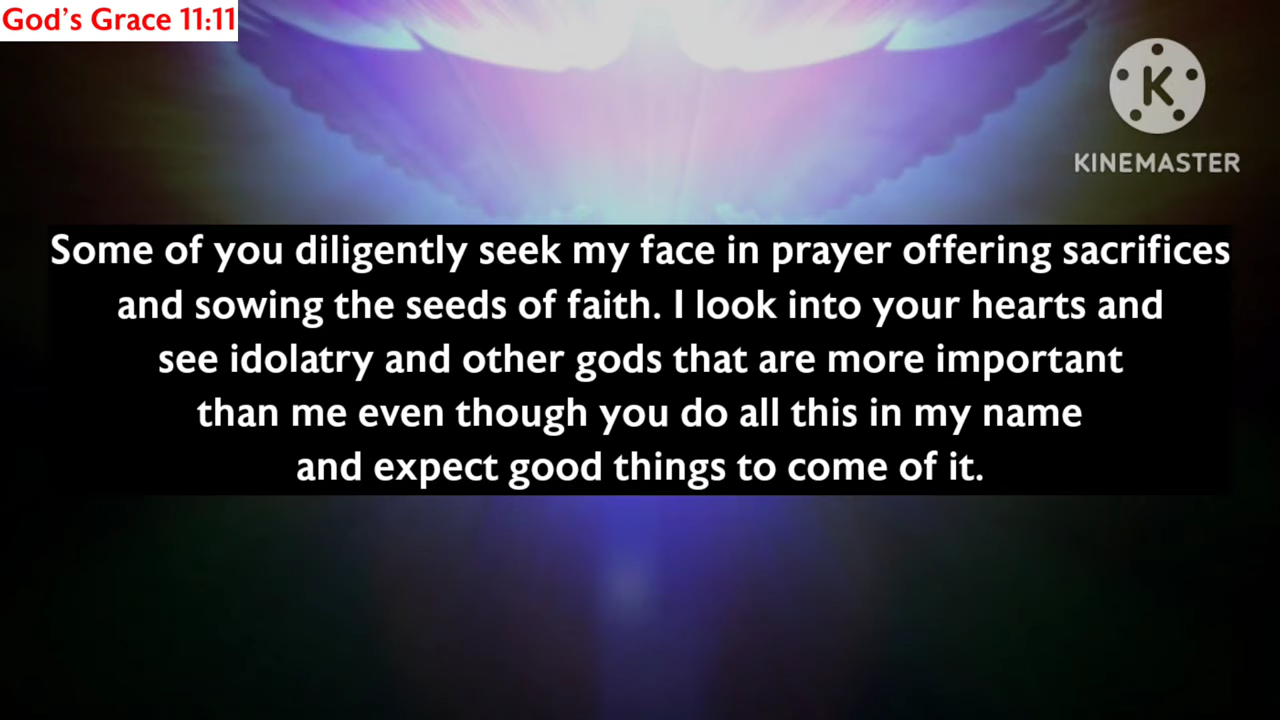 God's Grace 11:11
K
KINEMASTER
Some of you diligently seek my face in prayer offering sacrifices
and sowing the seeds of faith. I look into your hearts and
see idolatry and other gods that are more important
than me even though you do all this in my name
and expect good things to come of it.